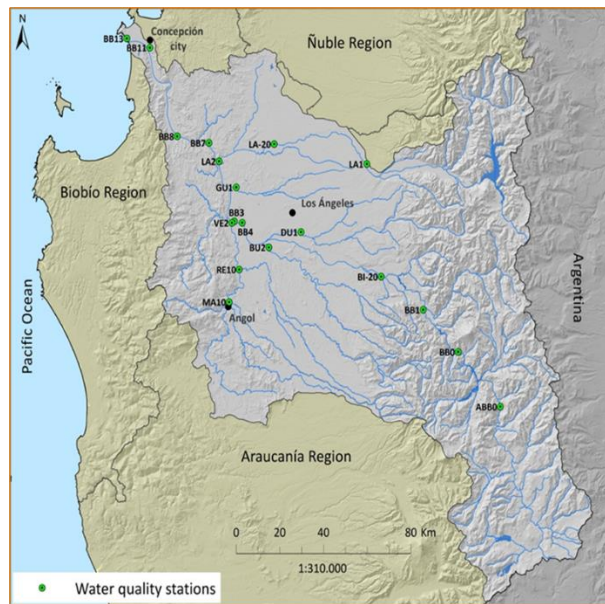 N
Concepción
city
Ñuble Region
BB13
BB11
BB8
BB7
LA-20
LA2
LA1
Biobío Region
GU1
Los Ángeles
BB3
VE2
BB4
DU1
BU2
RE10
BI-20
MA10
Angol
BB1
BB0
ABB0
Pacific Ocean
Argentina
Araucanía Region
0 40 80 Km
1:310.000
Water quality stations